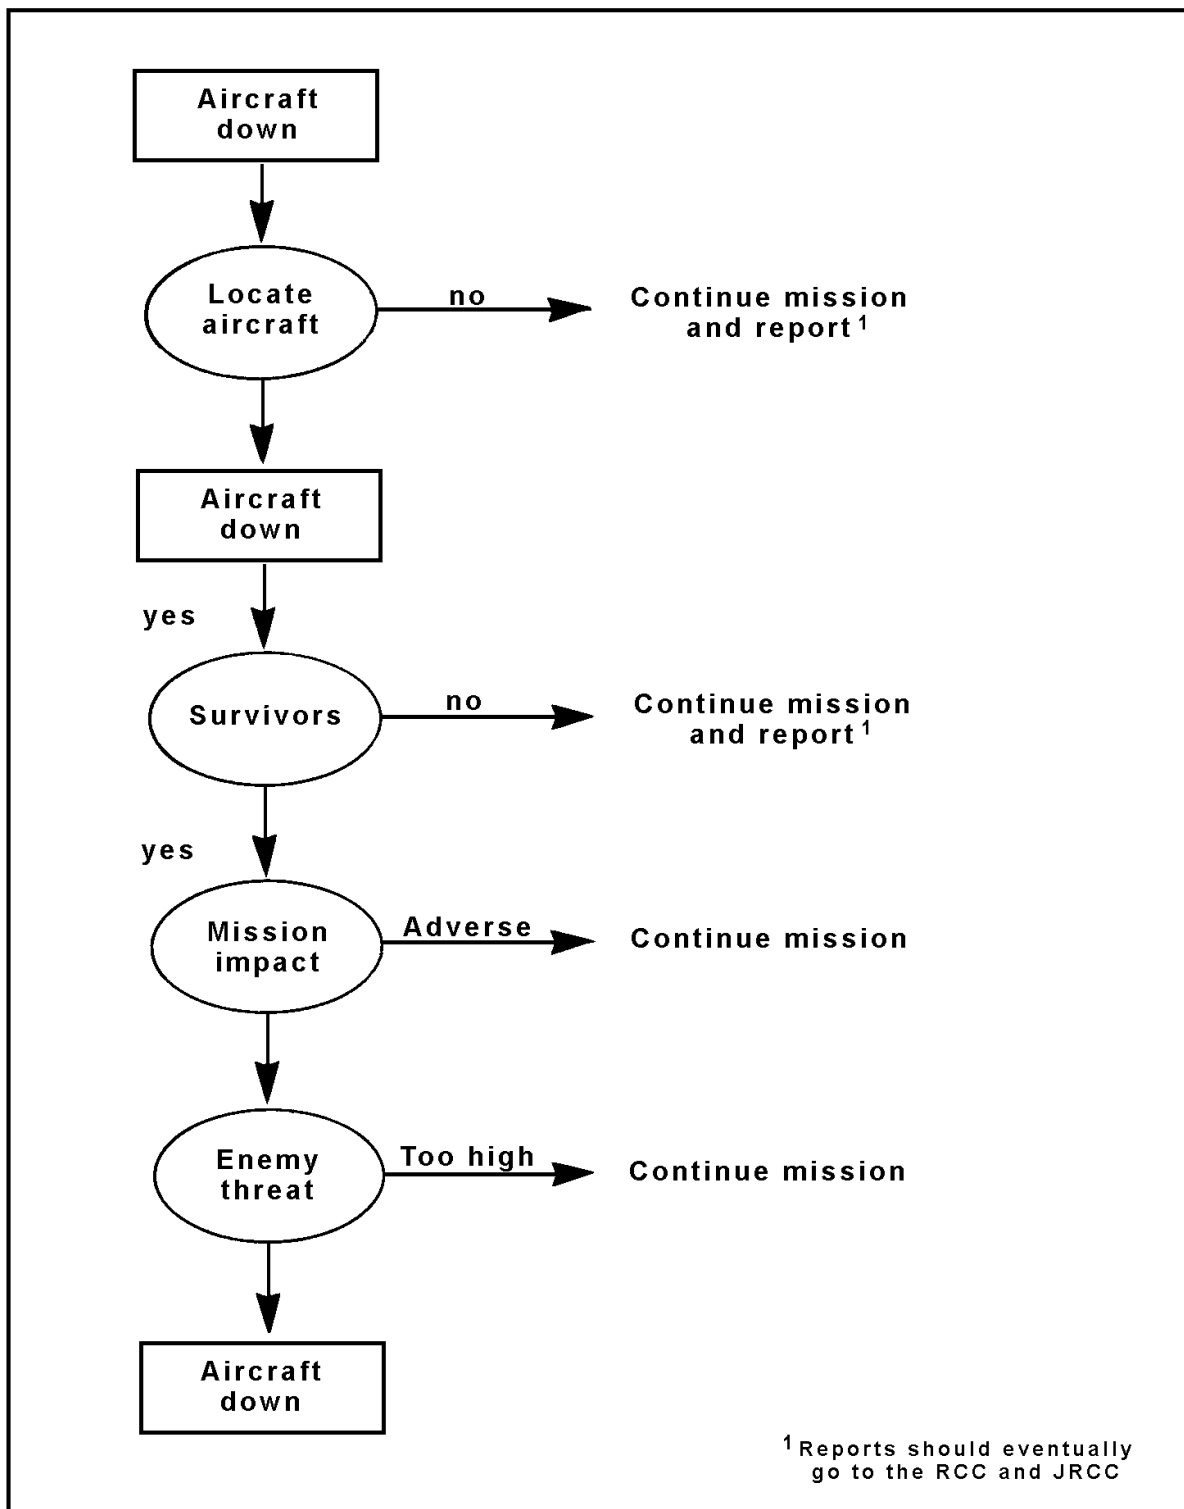 Aircraft
down
Locate
aircraft
no
Continue mission
and report 1
Aircraft
down
yes
Survivors
no
Continue mission
and report 1
yes
Mission
impact
Adverse
Continue mission
Enemy
threat
Too high
Continue mission
Aircraft
down
1 Reports should eventually
go to the RCC and JRCC